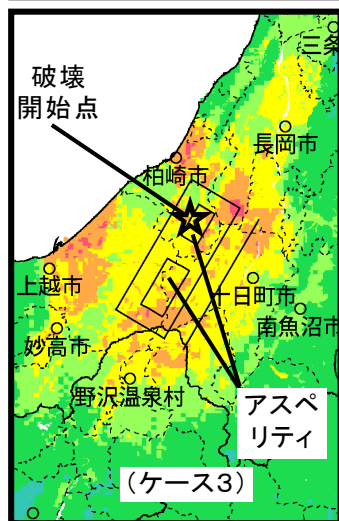 三条
破壊
開始点
長岡市
柏崎市
上越市
十日町市
南魚沼市
妙高市
野沢温泉村
アスペ
リティ
(ケース3)